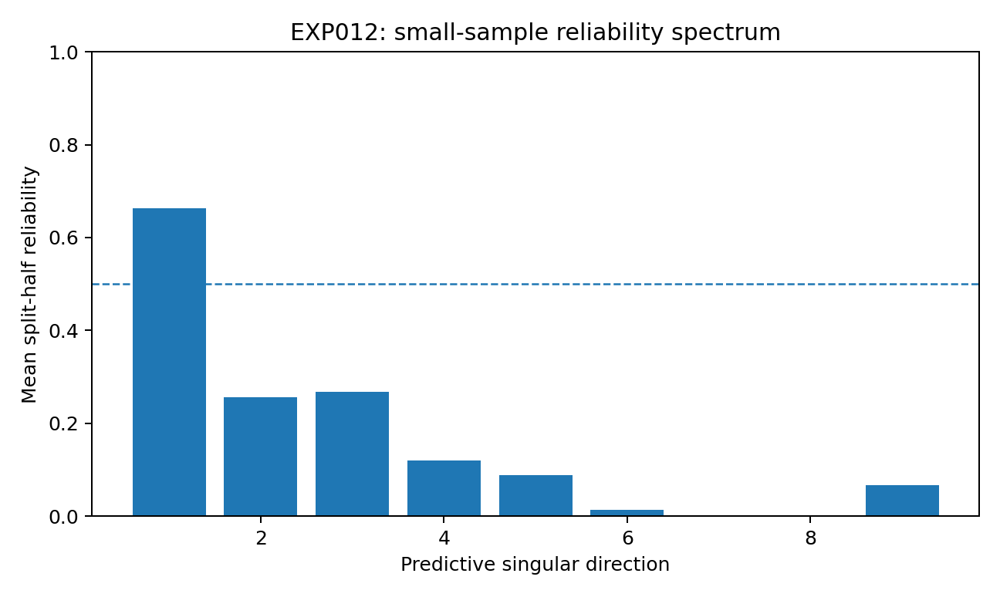 EXP012: small-sample reliability spectrum
1.0
0.8
0.6
0.4
0.2
0.0
Mean split-half reliability
2 4 6 8
Predictive singular direction